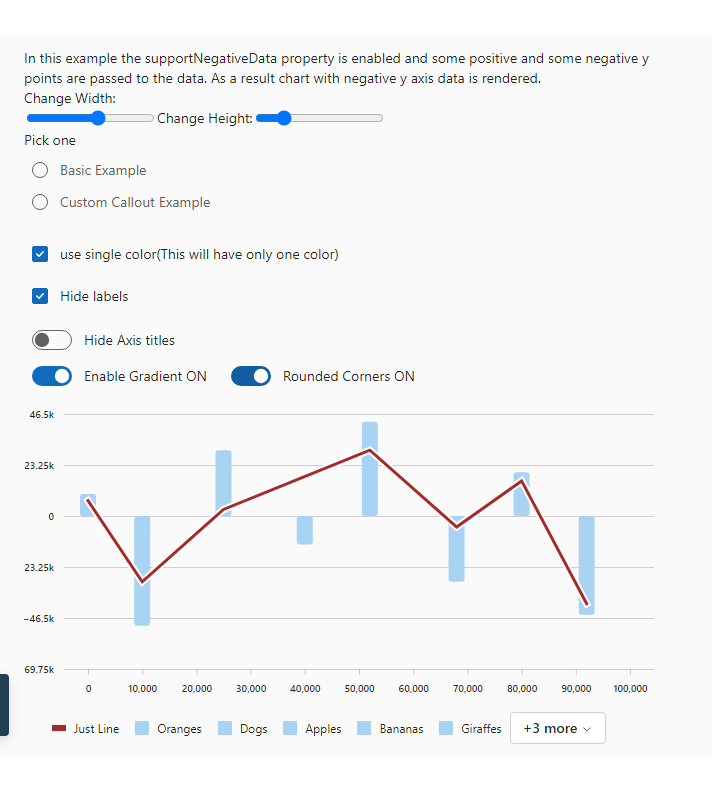 In this example the supportNegativeData property is enabled and some positive and some negative y
points are passed to the data. As a result chart with negative y axis data is rendered.
Change Width:
Change Height:
Pick one
Basic Example
Custom Callout Example
use single color(This will have only one color)
Hide labels
Hide Axis titles
Enable Gradient ON Rounded Corners ON
46.5k
23.25k
0
23.25k
−46.5k
69.75k
0 10,000 20,000 30,000 40,000 50,000 60,000 70,000 80,000 90,000 100,000
Just Line Oranges Dogs Apples Bananas Giraffes +3 more